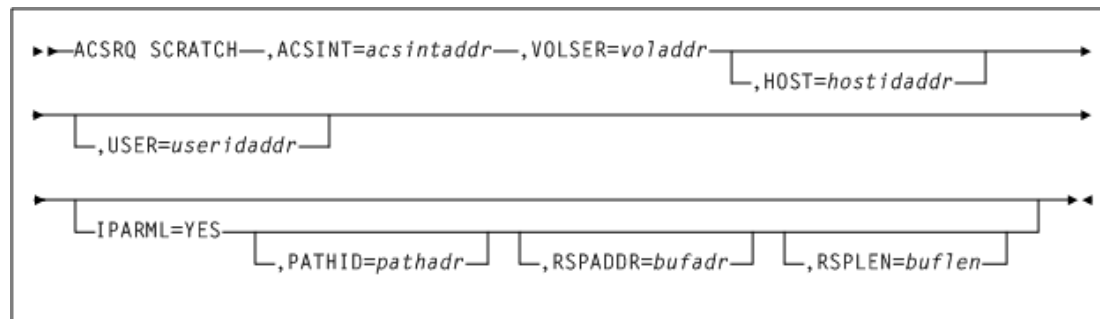 ACSRQ SCRATCH ,ACSINT=acsintaddr ,VOLSER=voladdr
,HOST=hostidaddr
,USER=useridaddr
IPARML=YES
,PATHID=pathadr ,RSPADDR=bufadr ,RSPLEN=buflen